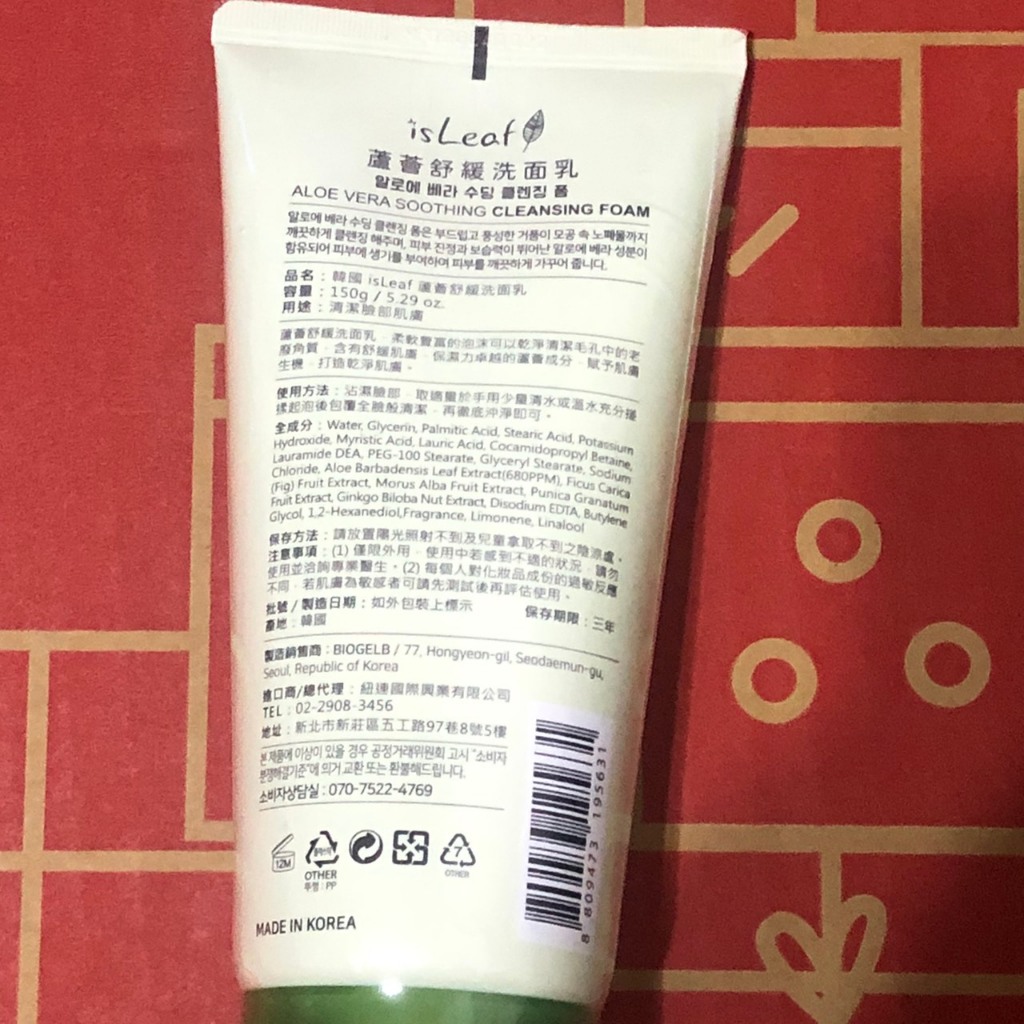 isLeaf
蘆薈舒緩洗面乳
알로에 베라 수딩 클렌징 폼
ALOE VERA SOOTHING CLEANSING FOAM
알로에 베라 수딩 클렌징 폼은 부드럽고 풍성한 거품이 모공 속 노폐물까지
깨끗하게 클렌징 해주며, 피부 진정과 보습력이 뛰어난 알로에 베라 성분이
함유되어 피부에 생기를 부여하며 피부를 깨끗하게 가꾸어 줍니다.
品名：韓國 isLeaf 蘆薈舒緩洗面乳
容量：150g / 5.29 oz.
用途：清潔臉部肌膚
蘆薈舒緩洗面乳，柔軟豐富的泡沫可以乾淨清潔毛孔中的老
廢角質，含有舒緩肌膚，保濕力卓越的蘆薈成分，賦予肌膚
生機，打造乾淨肌膚。
使用方法：沾濕臉部，取適量於手用少量清水或溫水充分搓
揉起泡後包覆全臉般清潔，再徹底沖淨即可。
全成分：Water, Glycerin, Palmitic Acid, Stearic Acid, Potassium
Hydroxide, Myristic Acid, Lauric Acid, Cocamidopropyl Betaine,
Lauramide DEA, PEG-100 Stearate, Glyceryl Stearate, Sodium
Chloride, Aloe Barbadensis Leaf Extract(680PPM), Ficus Carica
(Fig) Fruit Extract, Morus Alba Fruit Extract, Punica Granatum
Fruit Extract, Ginkgo Biloba Nut Extract, Disodium EDTA, Butylene
Glycol, 1,2-Hexanediol,Fragrance, Limonene, Linalool
保存方法：請放置陽光照射不到及兒童拿取不到之陰涼處。
注意事項：(1) 僅限外用，使用中若感到不適的狀況，請勿
使用並洽詢專業醫生。(2) 每個人對化妝品成份的過敏反應
不同，若肌膚為敏感者可請先測試後再評估使用。
批號 / 製造日期：如外包裝上標示 保存期限：三年
產地：韓國
製造銷售商：BIOGELB / 77, Hongyeon-gil, Seodaemun-gu,
Seoul, Republic of Korea
進口商/總代理：紐連國際興業有限公司
TEL：02-2908-3456
地址：新北市新莊區五工路97巷8號5樓
본 제품에 이상이 있을 경우 공정거래위원회 고시 "소비자
분쟁해결기준"에 의거 교환 또는 환불해드립니다.
소비자상담실 : 070-7522-4769
12M
OTHER
투명 : PP
7
OTHER
MADE IN KOREA
8 809473 195631